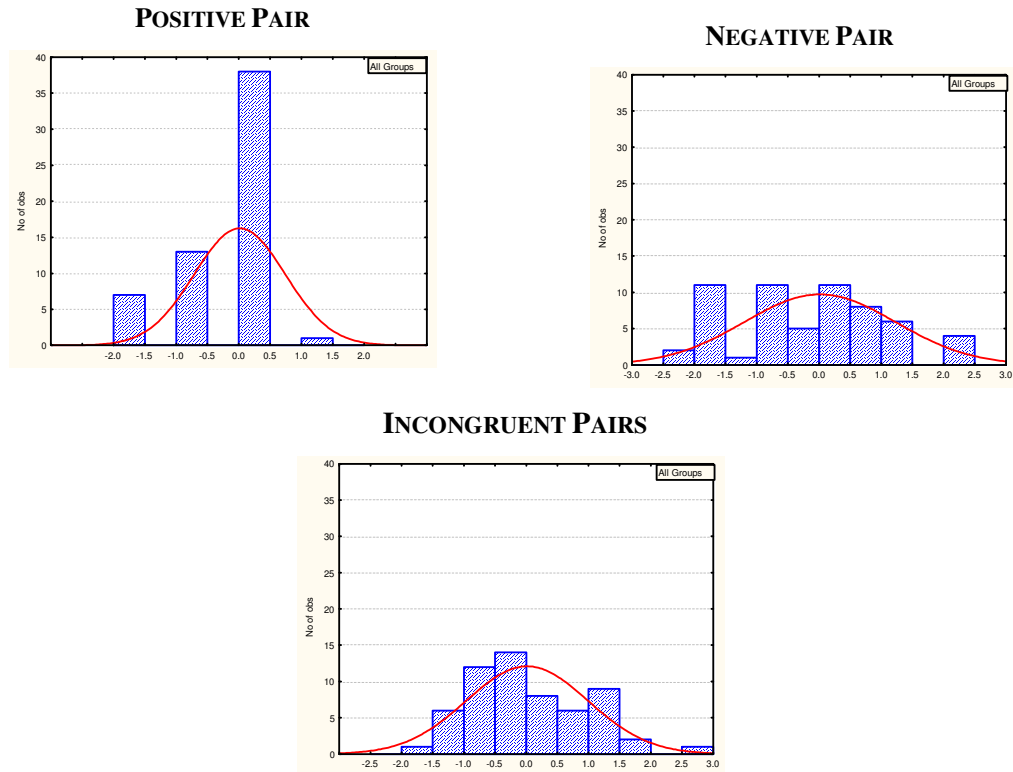 POSITIVE PAIR
All Groups
40
35
30
25
20
15
10
5
0
No of obs
-2.0 -1.5 -1.0 -0.5 0.0 0.5 1.0 1.5 2.0
NEGATIVE PAIR
All Groups
40
35
30
25
20
15
10
5
0
No of obs
-3.0 -2.5 -2.0 -1.5 -1.0 -0.5 0.0 0.5 1.0 1.5 2.0 2.5 3.0
INCONGRUENT PAIRS
All Groups
40
35
30
25
20
15
10
5
0
No of obs
-2.5 -2.0 -1.5 -1.0 -0.5 0.0 0.5 1.0 1.5 2.0 2.5 3.0